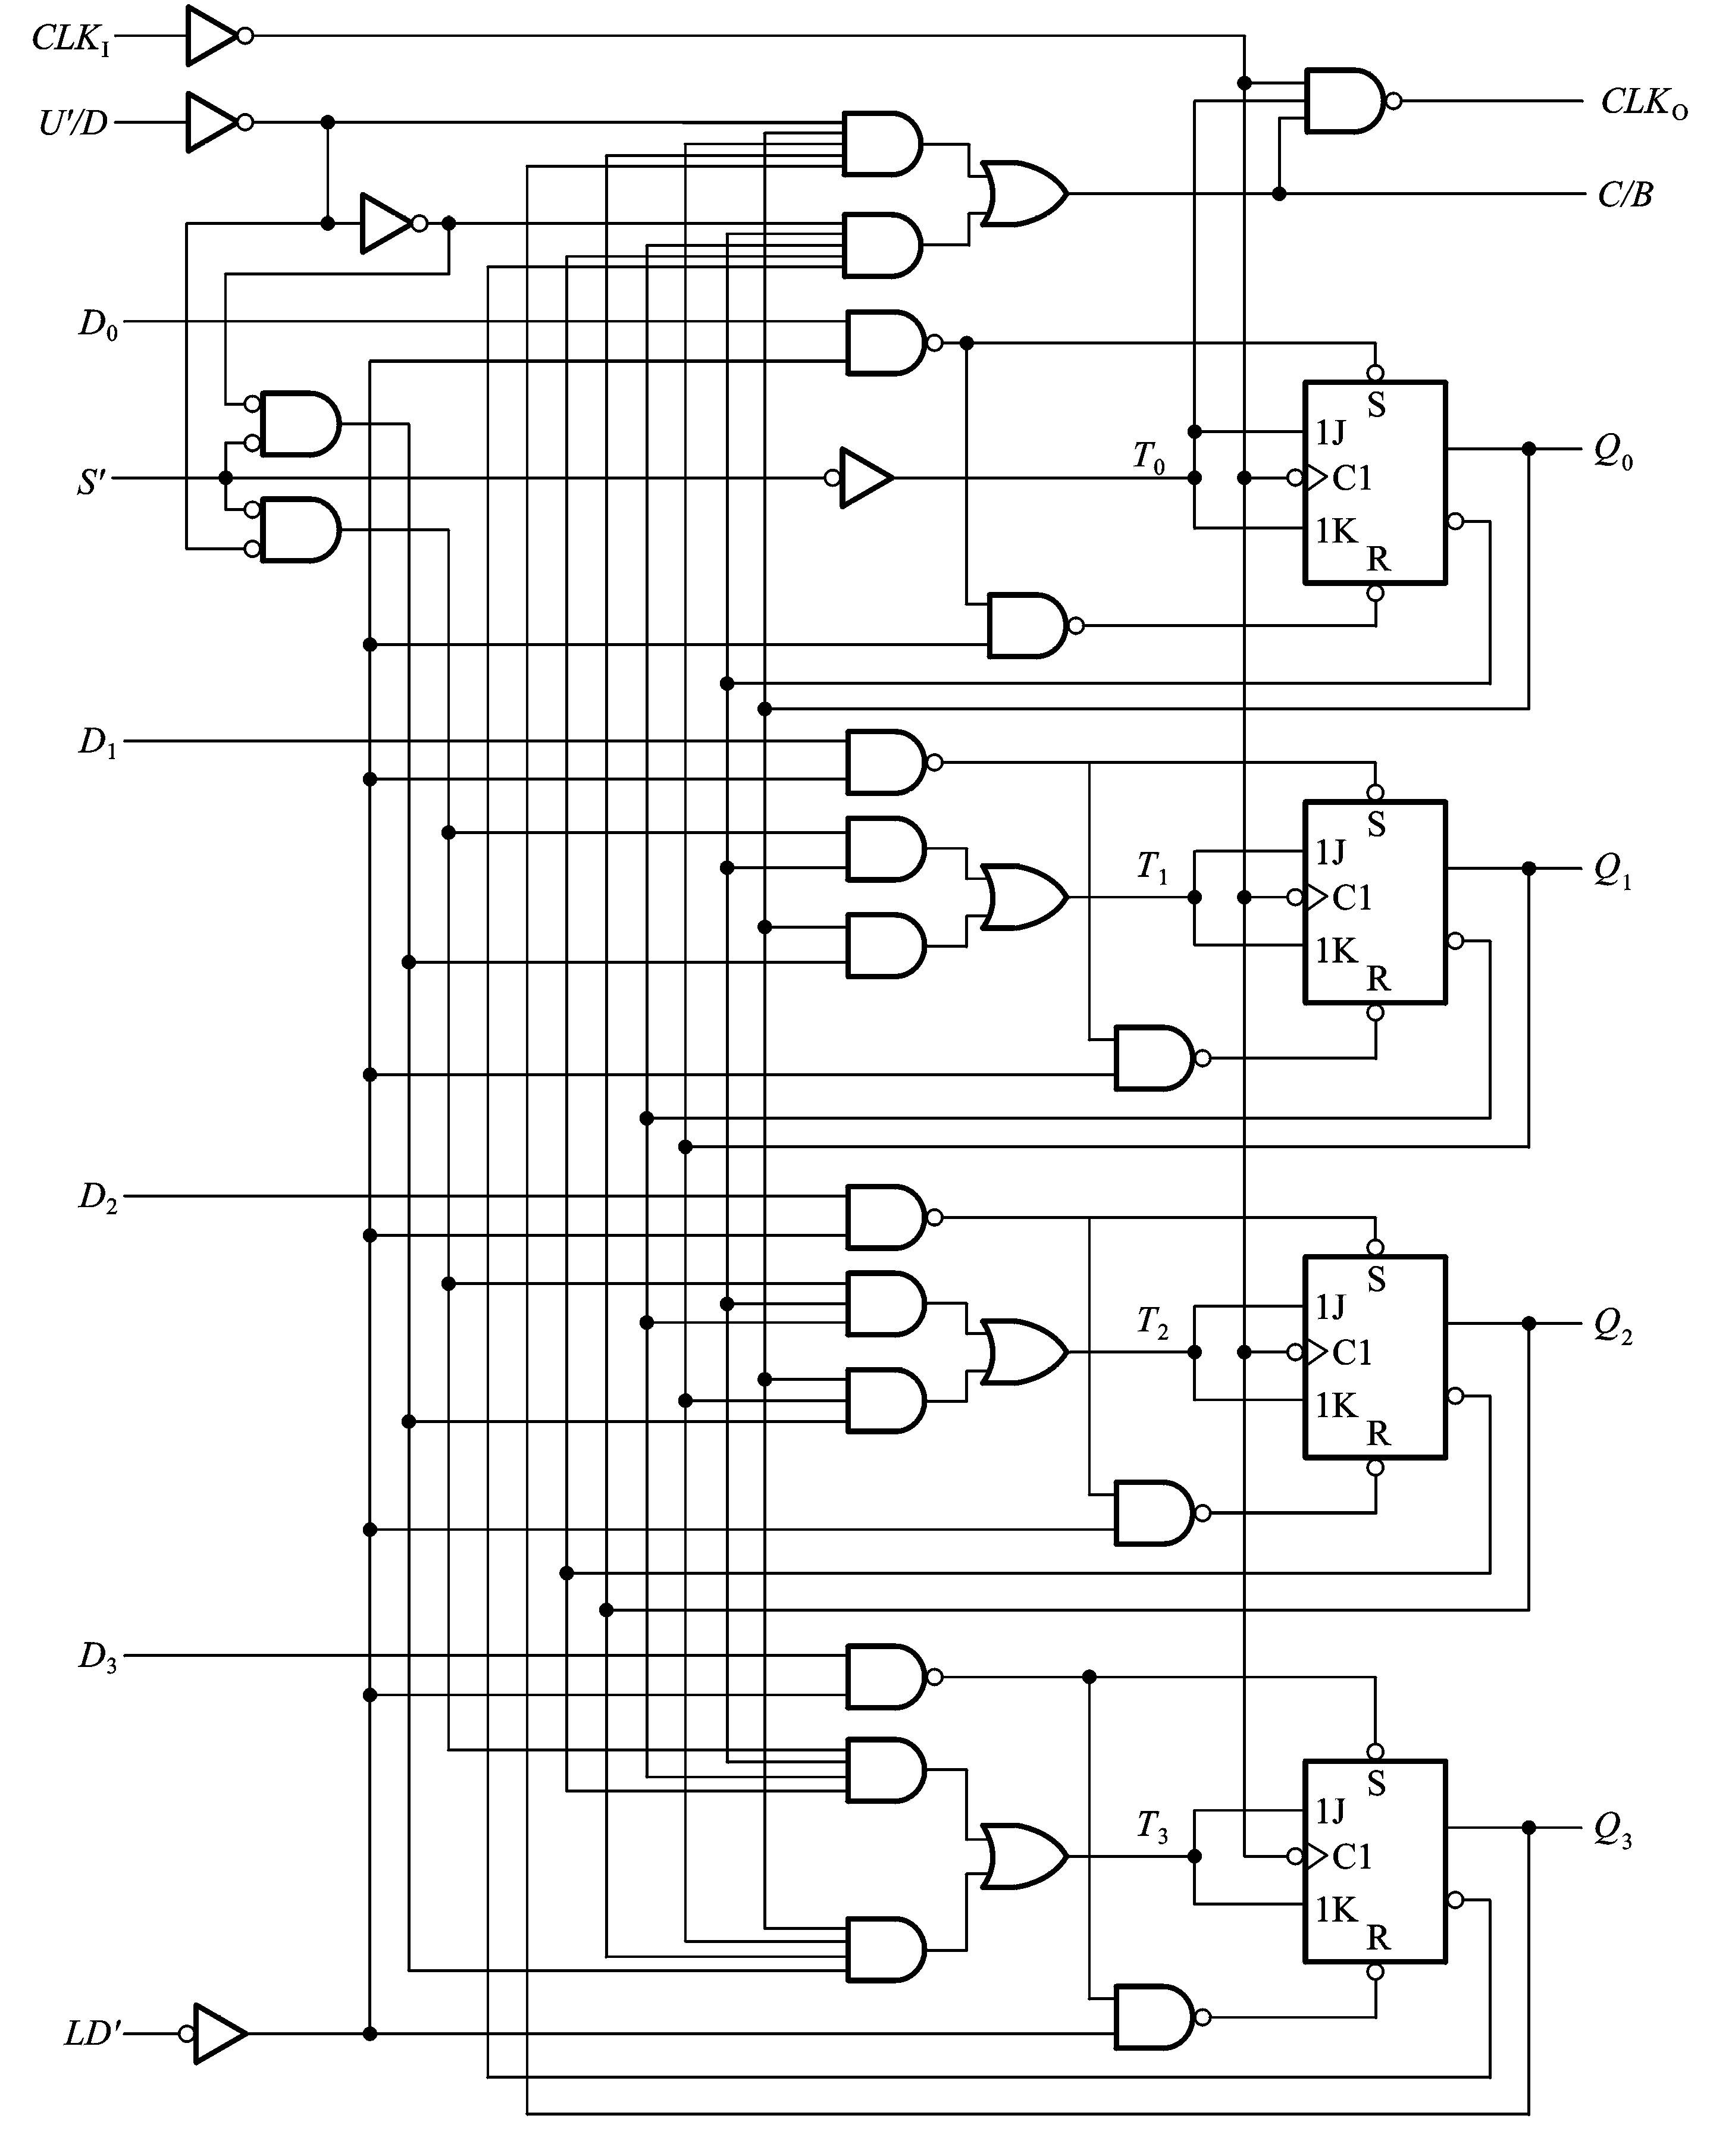 CLK_I
U'/D
CLK_O
C/B
D_0
S
1J
T_0
Q_0
S'
C1
1K
R
D_1
S
1J
T_1
Q_1
C1
1K
R
D_2
S
1J
T_2
Q_2
C1
1K
R
D_3
S
1J
T_3
Q_3
C1
1K
R
LD'